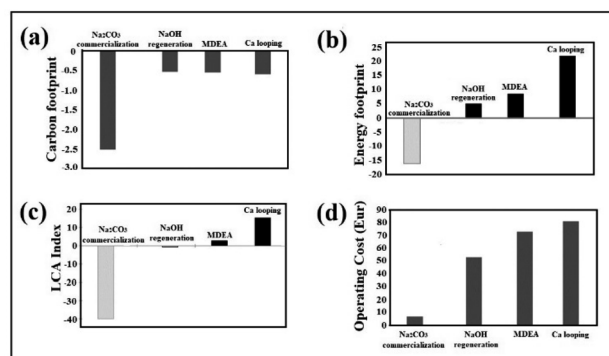 (a)
Na₂CO₃
commercialization
NaOH
regeneration
MDEA
Ca looping
Carbon footprint
0
-0.5
-1.0
-1.5
-2.0
-2.5
-3.0
(b)
Ca looping
NaOH
regeneration
MDEA
Na₂CO₃
commercialization
Energy footprint
25
20
15
10
5
0
-5
-10
-15
-20
(c)
Na₂CO₃
commercialization
NaOH
regeneration
MDEA
Ca looping
LCA Index
20
10
0
-10
-20
-30
-40
(d)
Operating Cost (Eur)
90
80
70
60
50
40
30
20
10
0
Na₂CO₃
commercialization
NaOH
regeneration
MDEA
Ca looping